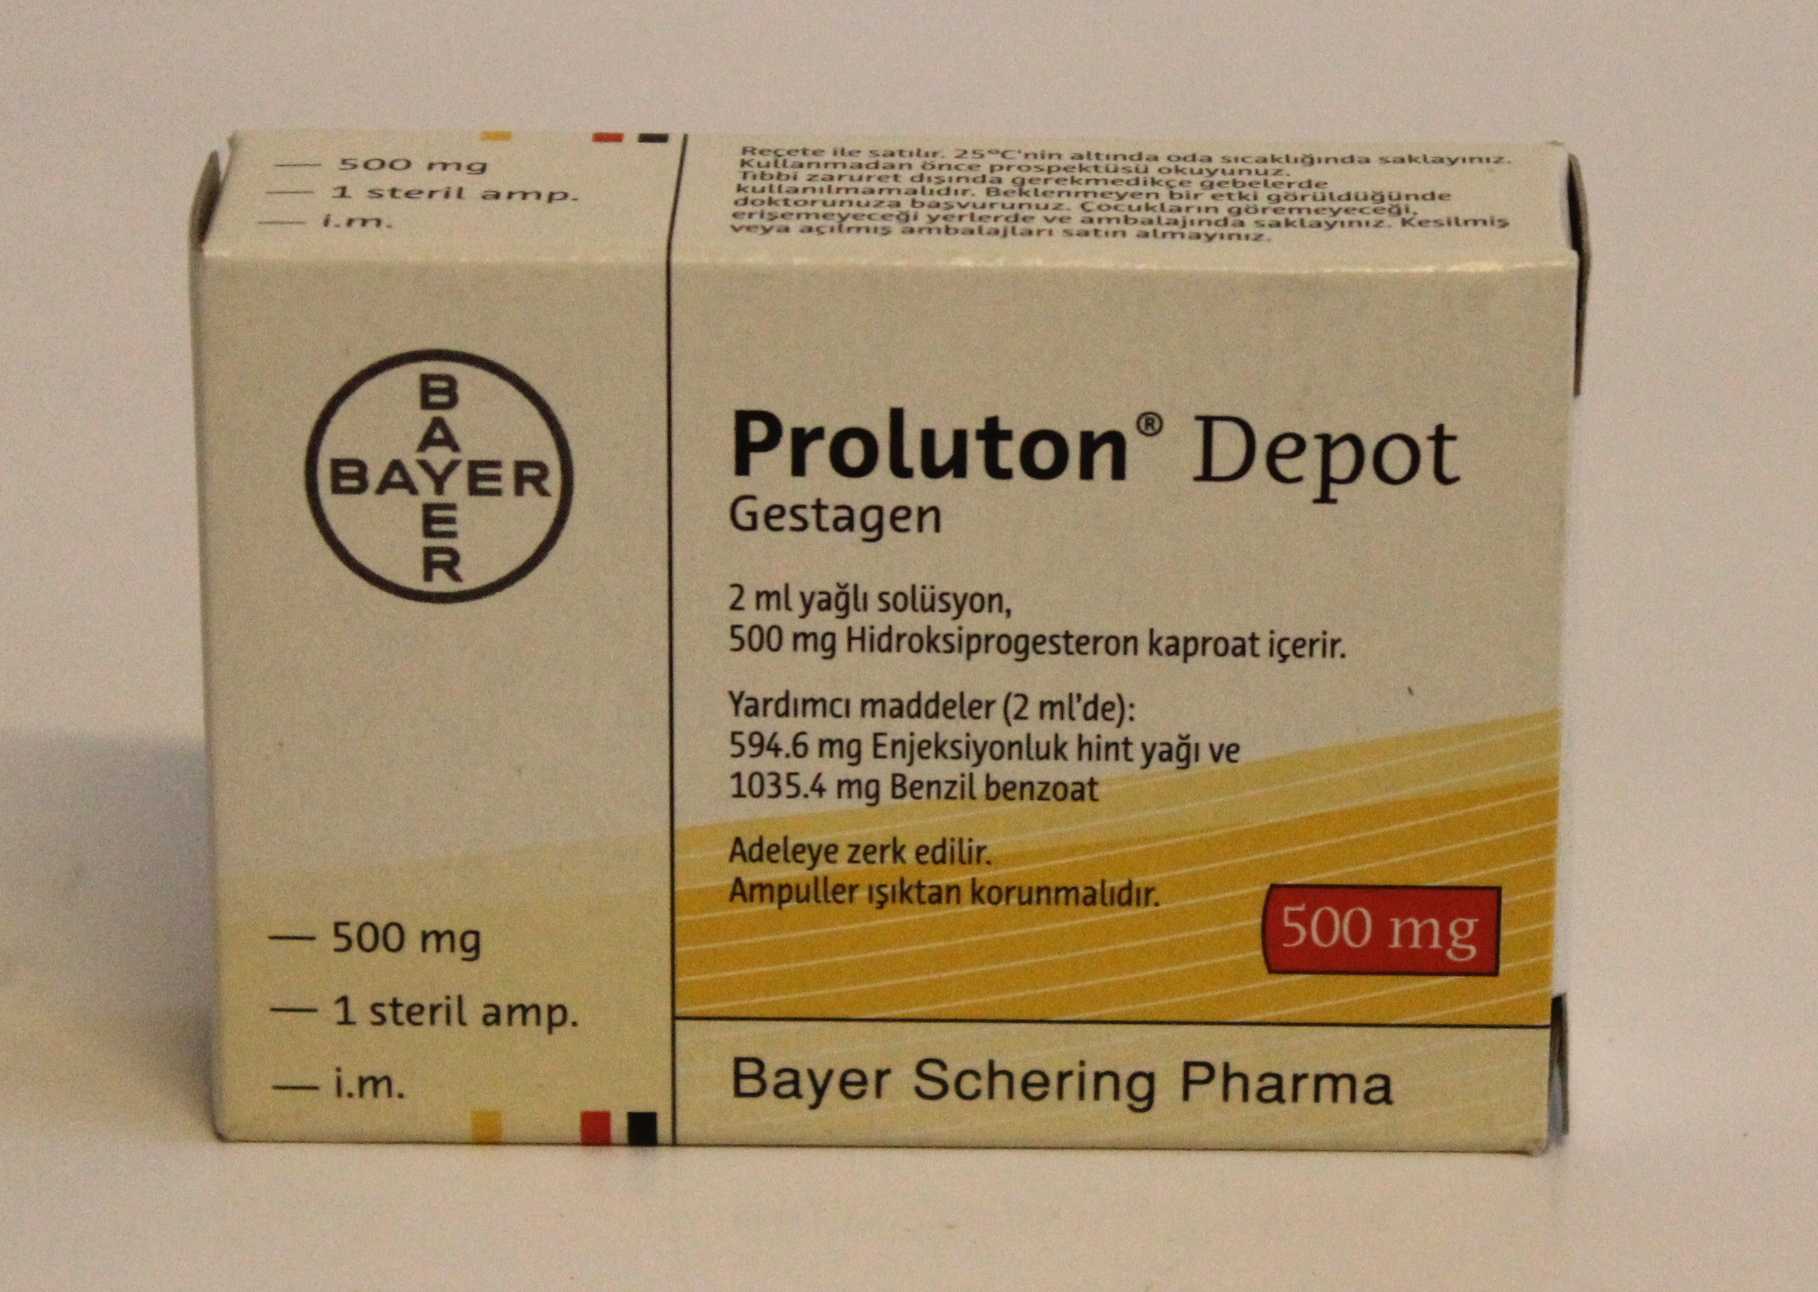 — 500 mg
— 1 steril amp.
— i.m.
Reçete ile satılır. 25°C'nin altında oda sıcaklığında saklayınız.
Kullanmadan önce prospektüsü okuyunuz.
Tıbbi zaruret dışında gerekmedikçe gebelerde
kullanılmamalıdır. Beklenmeyen bir etki görüldüğünde
doktorunuza başvurunuz. Çocukların göremeyeceği,
erişemeyeceği yerlerde ve ambalajında saklayınız. Kesilmiş
veya açılmış ambalajları satın almayınız.
BAYER
BAYER
Proluton® Depot
Gestagen
2 ml yağlı solüsyon,
500 mg Hidroksiprogesteron kaproat içerir.
Yardımcı maddeler (2 ml'de):
594.6 mg Enjeksiyonluk hint yağı ve
1035.4 mg Benzil benzoat
Adeleye zerk edilir.
Ampuller ışıktan korunmalıdır.
500 mg
— 500 mg
— 1 steril amp.
— i.m.
Bayer Schering Pharma